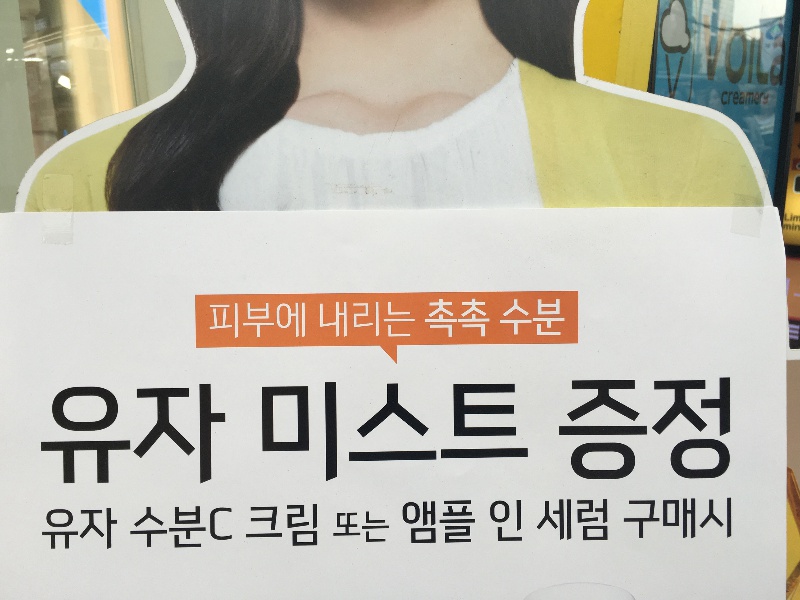 VOILA
creamery
피부에 내리는 촉촉 수분
유자 미스트 증정
유자 수분C 크림 또는 앰플 인 세럼 구매시